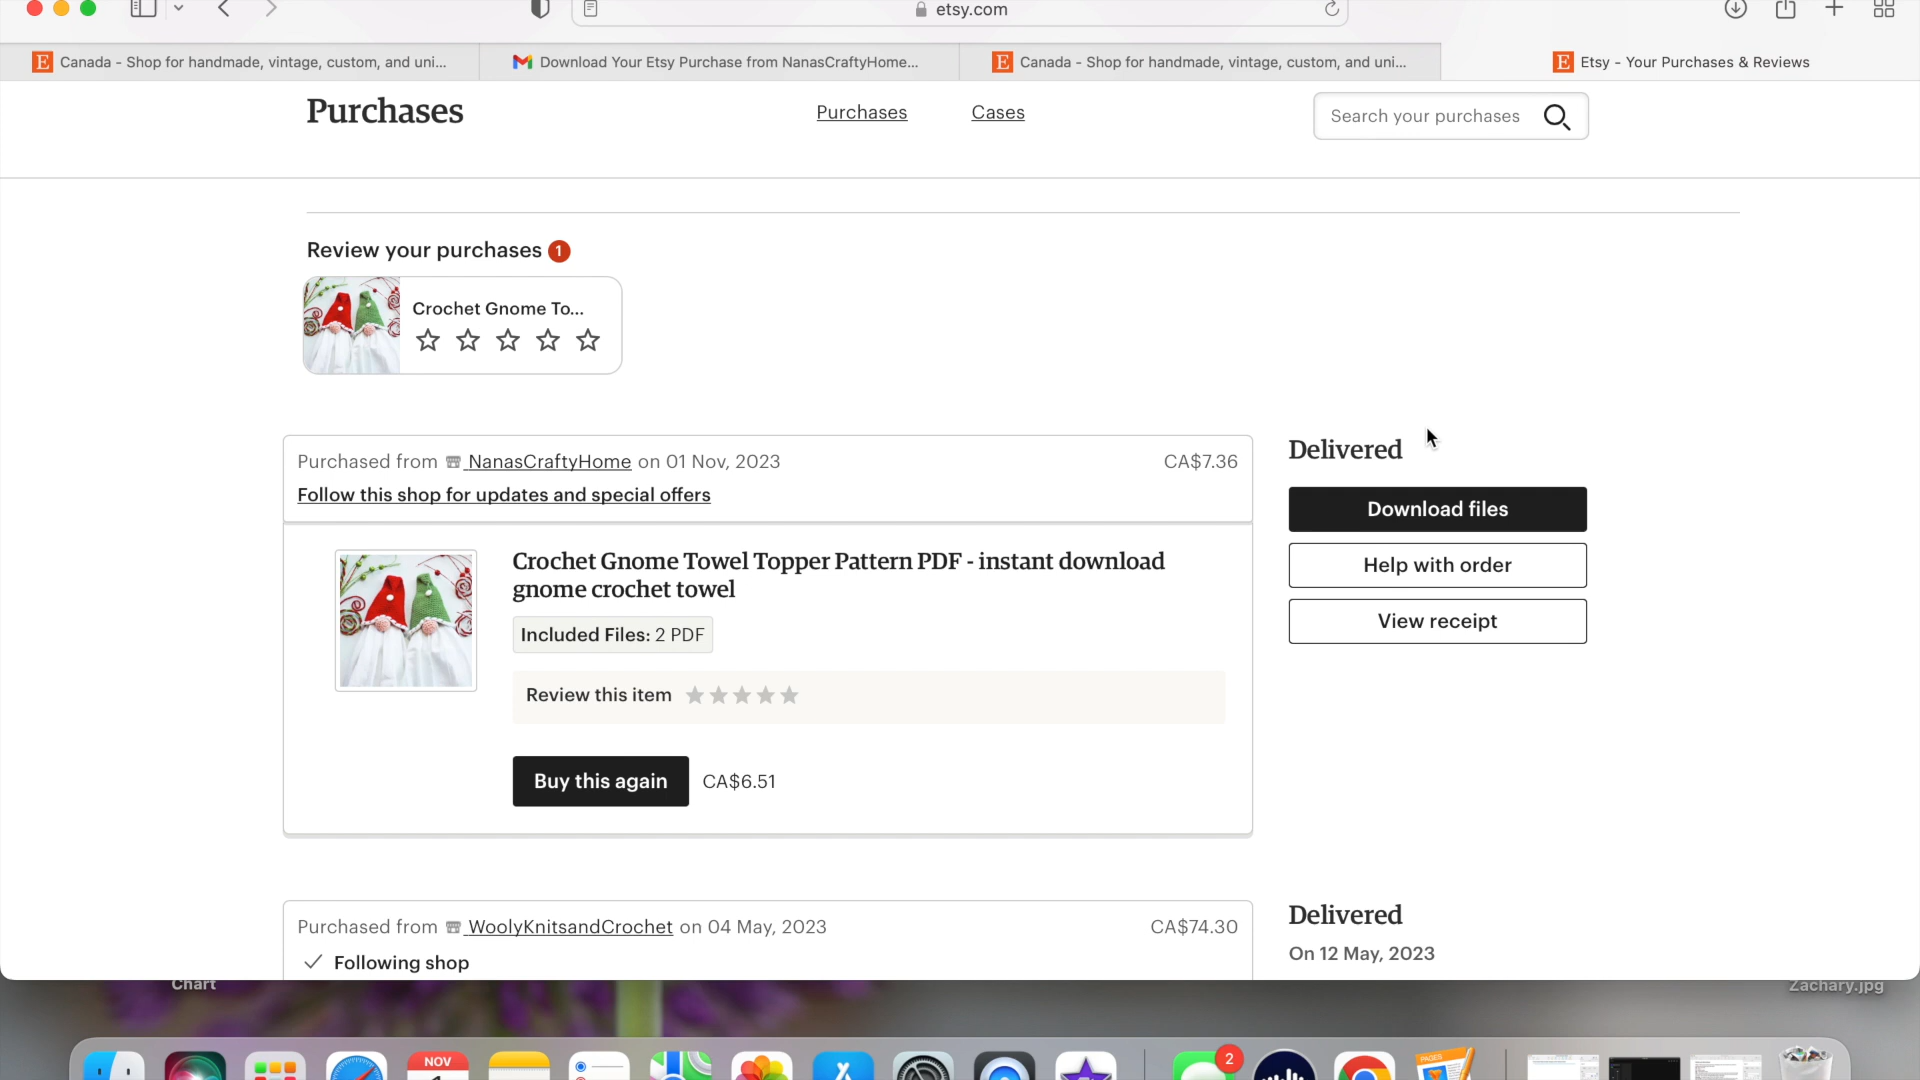 etsy.com
Canada - Shop for handmade, vintage, custom, and uni...
Download Your Etsy Purchase from NanasCraftyHome...
Canada - Shop for handmade, vintage, custom, and uni...
Etsy - Your Purchases & Reviews
Purchases
Purchases
Cases
Search your purchases
Review your purchases 1
Crochet Gnome To...
Purchased from NanasCraftyHome on 01 Nov, 2023
CA$7.36
Follow this shop for updates and special offers
Crochet Gnome Towel Topper Pattern PDF - instant download
gnome crochet towel
Included Files: 2 PDF
Review this item
Buy this again
CA$6.51
Delivered
Download files
Help with order
View receipt
Purchased from WoolyKnitsandCrochet on 04 May, 2023
CA$74.30
Following shop
Delivered
On 12 May, 2023
Chart
Zachary.jpg
NOV
2
PAGES